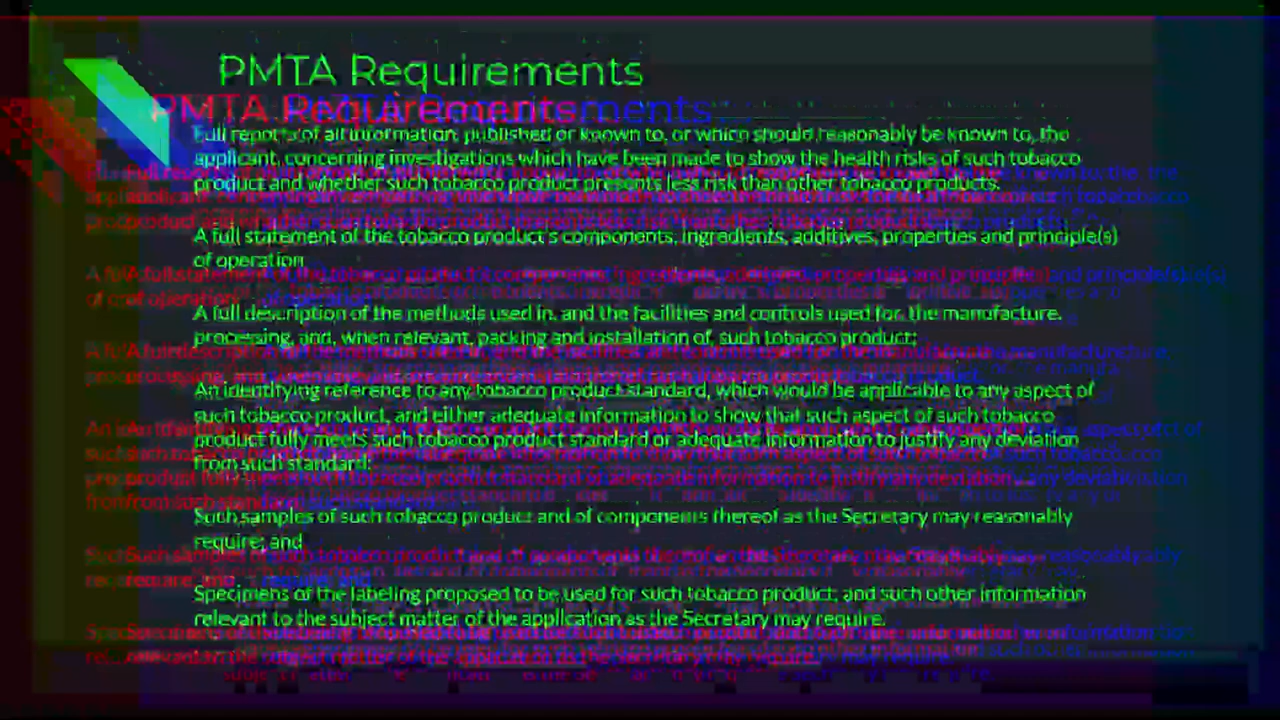 PMTA Requirements
Full reports of all information, published or known to, or which should reasonably be known to, the
applicant, concerning investigations which have been made to show the health risks of such tobacco
product and whether such tobacco product presents less risk than other tobacco products.
A full statement of the tobacco product's components, ingredients, additives, properties and principle(s)
of operation
A full description of the methods used in, and the facilities and controls used for, the manufacture,
processing, and, when relevant, packing and installation of, such tobacco product;
An identifying reference to any tobacco product standard, which would be applicable to any aspect of
such tobacco product, and either adequate information to show that such aspect of such tobacco
product fully meets such tobacco product standard or adequate information to justify any deviation
from such standard;
Such samples of such tobacco product and of components thereof as the Secretary may reasonably
require; and
Specimens of the labeling proposed to be used for such tobacco product; and such other information
relevant to the subject matter of the application as the Secretary may require.